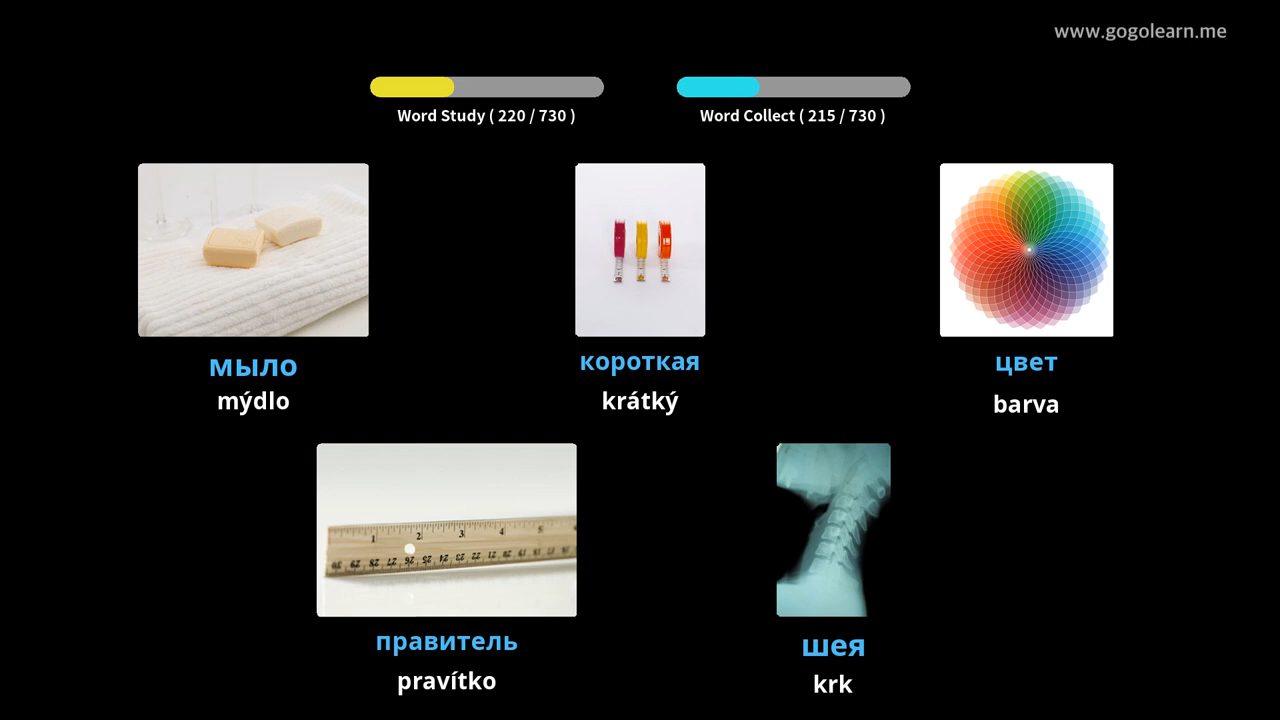 www.gogolearn.me
Word Study ( 220 / 730 )
Word Collect ( 215 / 730 )
мыло
mýdlo
короткая
krátký
цвет
barva
правитель
pravítko
шея
krk